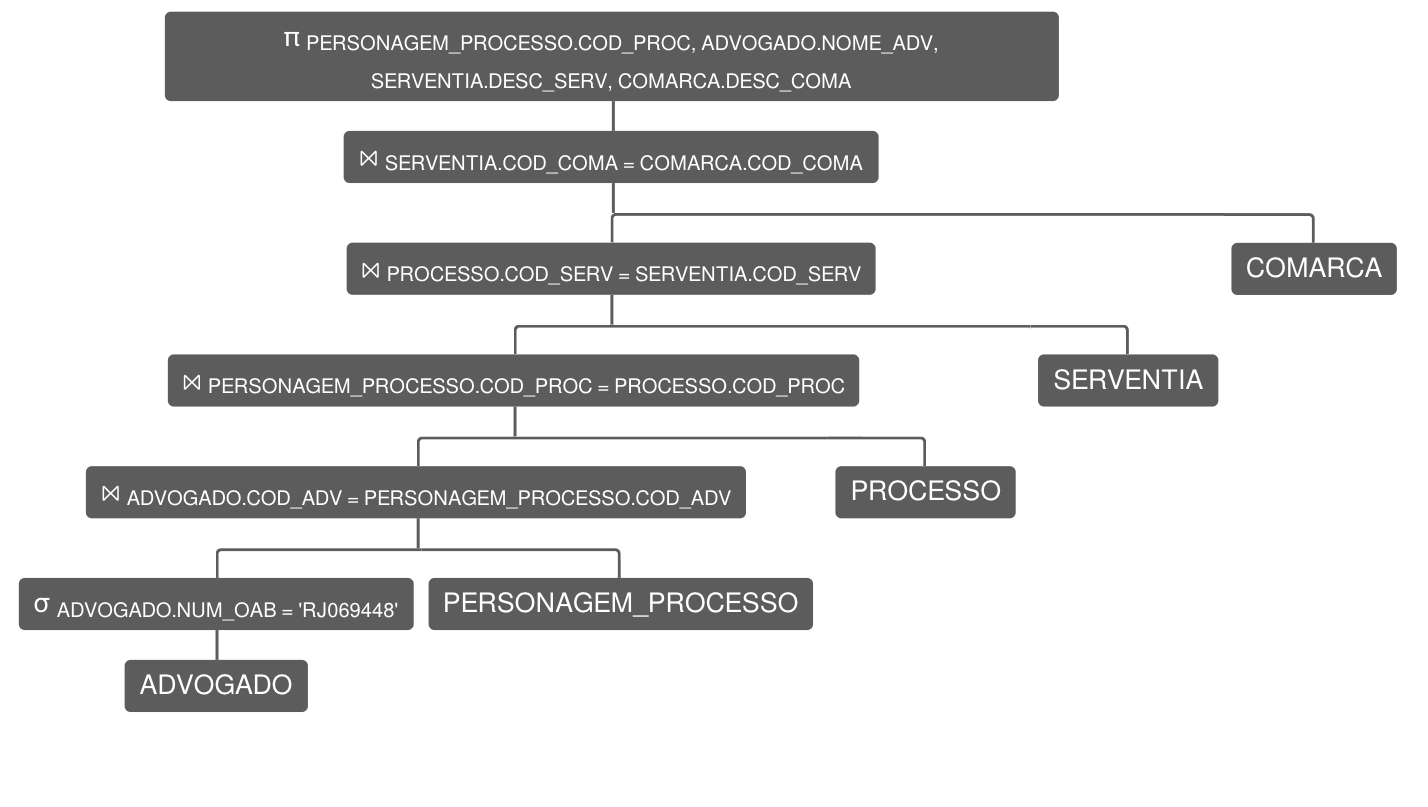 π PERSONAGEM_PROCESSO.COD_PROC, ADVOGADO.NOME_ADV,
SERVENTIA.DESC_SERV, COMARCA.DESC_COMA
⋈ SERVENTIA.COD_COMA = COMARCA.COD_COMA
⋈ PROCESSO.COD_SERV = SERVENTIA.COD_SERV
COMARCA
⋈ PERSONAGEM_PROCESSO.COD_PROC = PROCESSO.COD_PROC
SERVENTIA
⋈ ADVOGADO.COD_ADV = PERSONAGEM_PROCESSO.COD_ADV
PROCESSO
σ ADVOGADO.NUM_OAB = 'RJ069448'
PERSONAGEM_PROCESSO
ADVOGADO